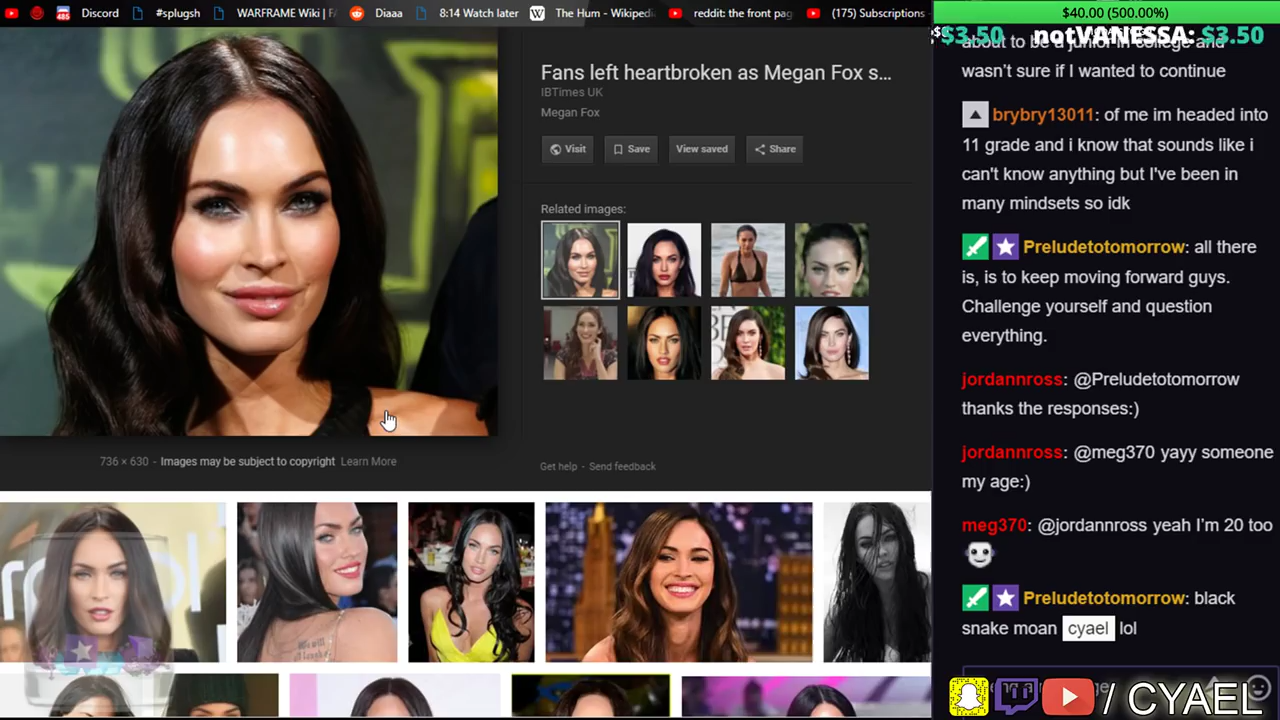 Discord #splugsh WARFRAME Wiki | FA Diaaa 8:14 Watch later The Hum - Wikipedi reddit: the front pag (175) Subscriptions
$40.00 (500.00%)
$3.50 notVANESSA: $3.50
about to be a junior in college and
wasn't sure if I wanted to continue
brybry13011: of me im headed into
11 grade and i know that sounds like i
can't know anything but I've been in
many mindsets so idk
Preludetotomorrow: all there
is, is to keep moving forward guys.
Challenge yourself and question
everything.
jordannross: @Preludetotomorrow
thanks the responses:)
jordannross: @meg370 yayy someone
my age:)
meg370: @jordannross yeah I'm 20 too
Preludetotomorrow: black
snake moan cyael lol
/ CYAEL
Fans left heartbroken as Megan Fox s...
IBTimes UK
Megan Fox
Visit Save View saved Share
Related images:
736 × 630 - Images may be subject to copyright Learn More
Get help - Send feedback